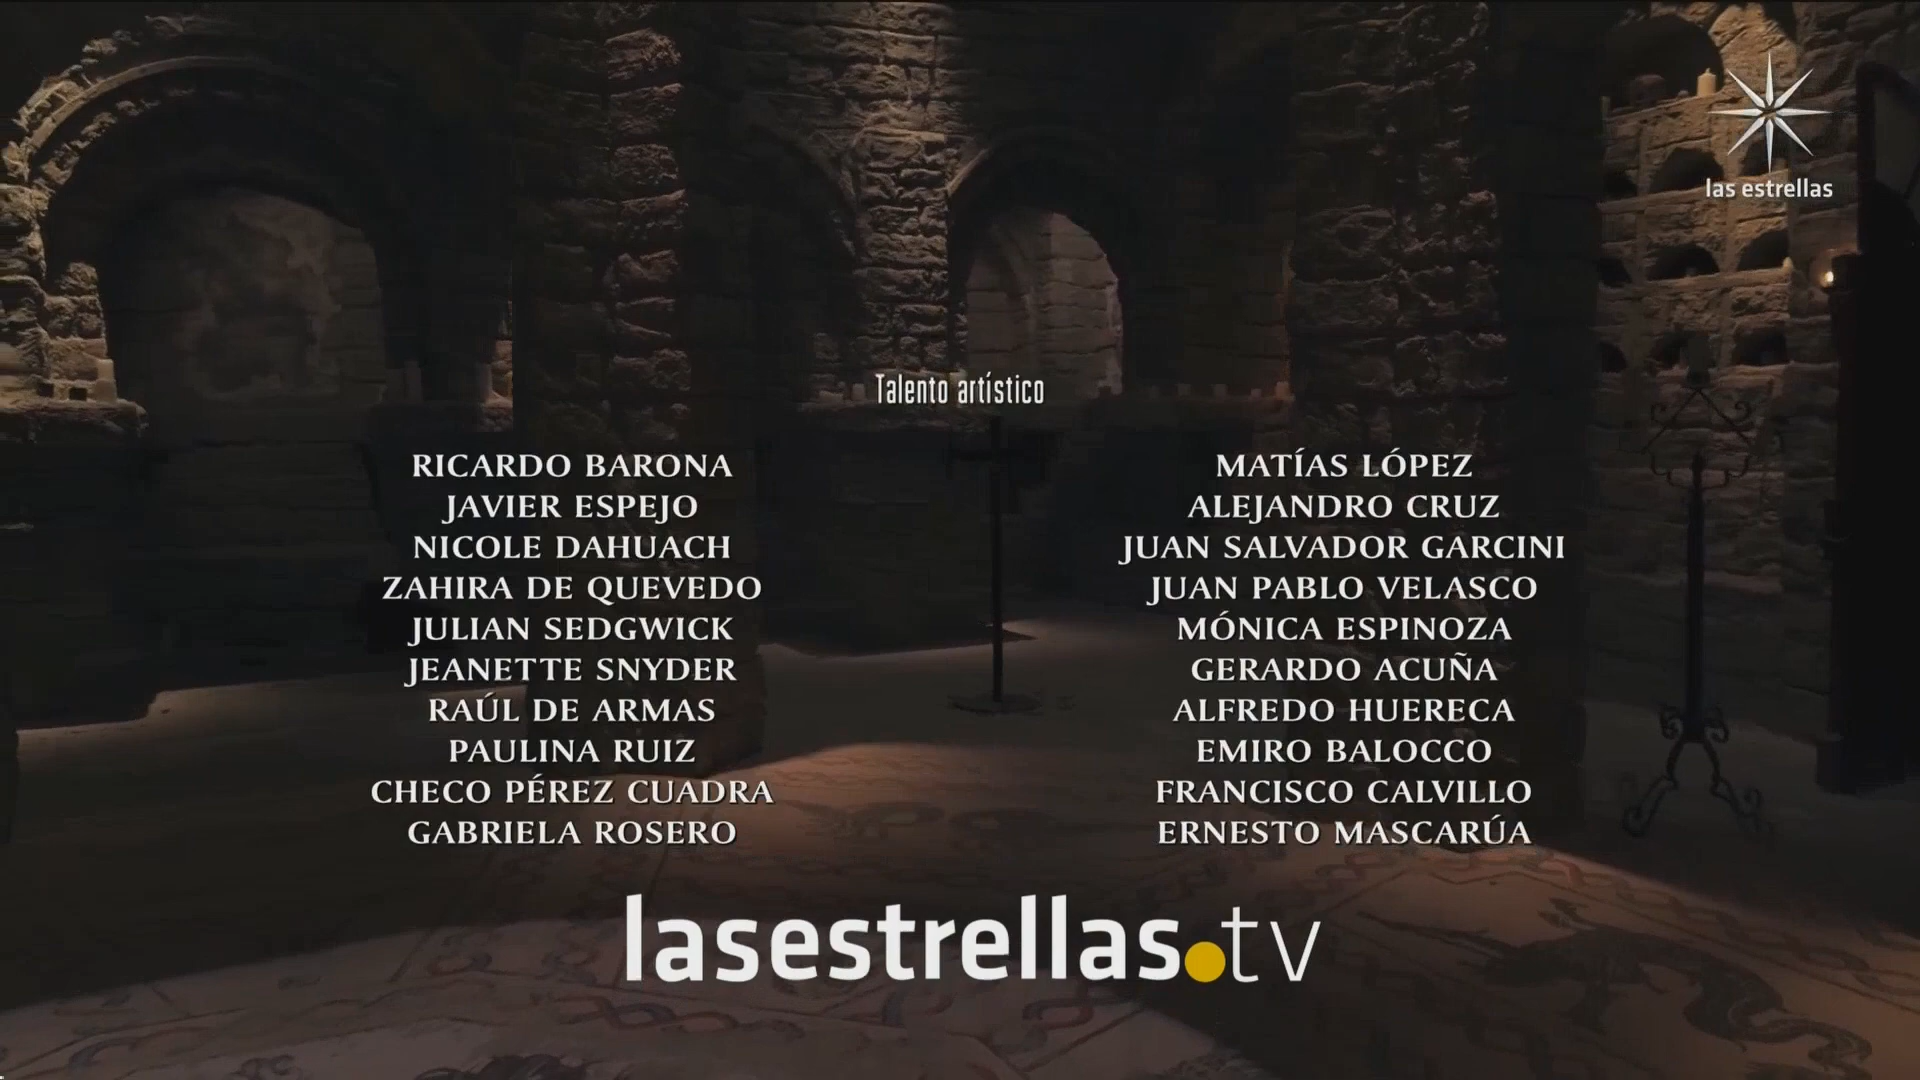 las estrellas
Talento artístico
RICARDO BARONA
JAVIER ESPEJO
NICOLE DAHUACH
ZAHIRA DE QUEVEDO
JULIAN SEDGWICK
JEANETTE SNYDER
RAÚL DE ARMAS
PAULINA RUIZ
CHECO PÉREZ CUADRA
GABRIELA ROSERO
MATÍAS LÓPEZ
ALEJANDRO CRUZ
JUAN SALVADOR GARCINI
JUAN PABLO VELASCO
MÓNICA ESPINOZA
GERARDO ACUÑA
ALFREDO HUERECA
EMIRO BALOCCO
FRANCISCO CALVILLO
ERNESTO MASCARÚA
lasestrellas.tv